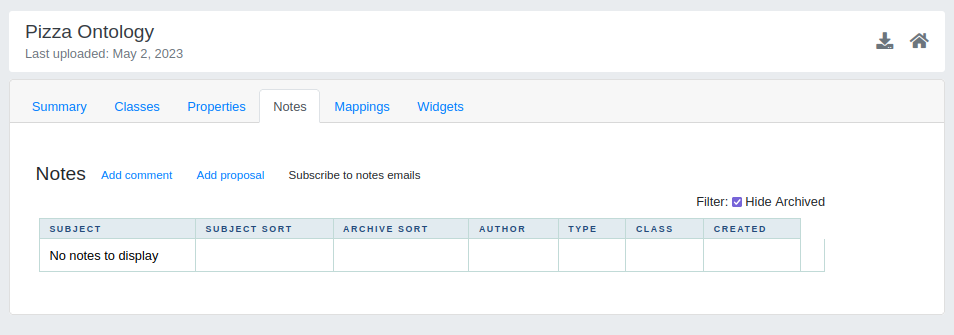 Pizza Ontology
Last uploaded: May 2, 2023
Summary Classes Properties Notes Mappings Widgets
Notes Add comment Add proposal Subscribe to notes emails
Filter: Hide Archived
SUBJECT SUBJECT SORT ARCHIVE SORT AUTHOR TYPE CLASS CREATED
No notes to display